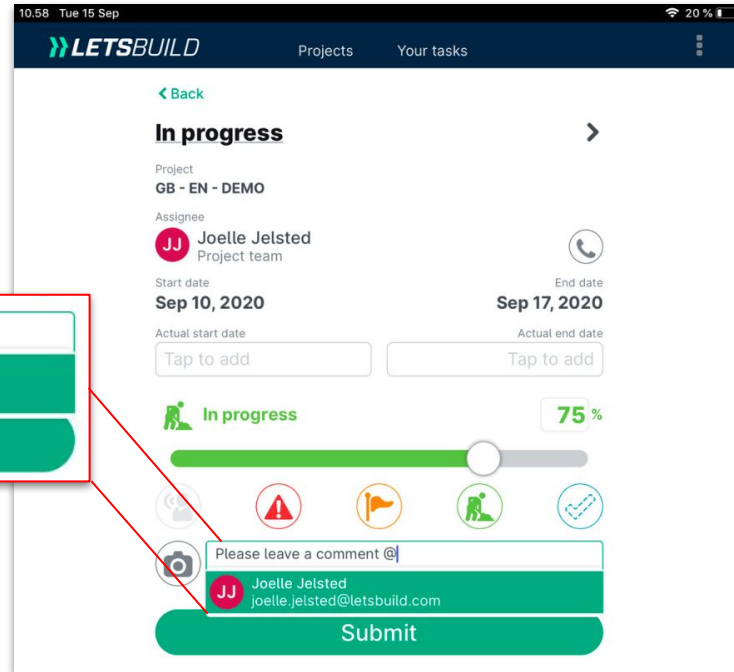 10.58 Tue 15 Sep 20 %
LETSBUILD Projects Your tasks
Back
In progress
Project
GB - EN - DEMO
Assignee
JJ Joelle Jelsted
Project team
Start date End date
Sep 10, 2020 Sep 17, 2020
Actual start date Actual end date
Tap to add Tap to add
In progress 75 %
Please leave a comment @
JJ Joelle Jelsted
joelle.jelsted@letsbuild.com
Submit